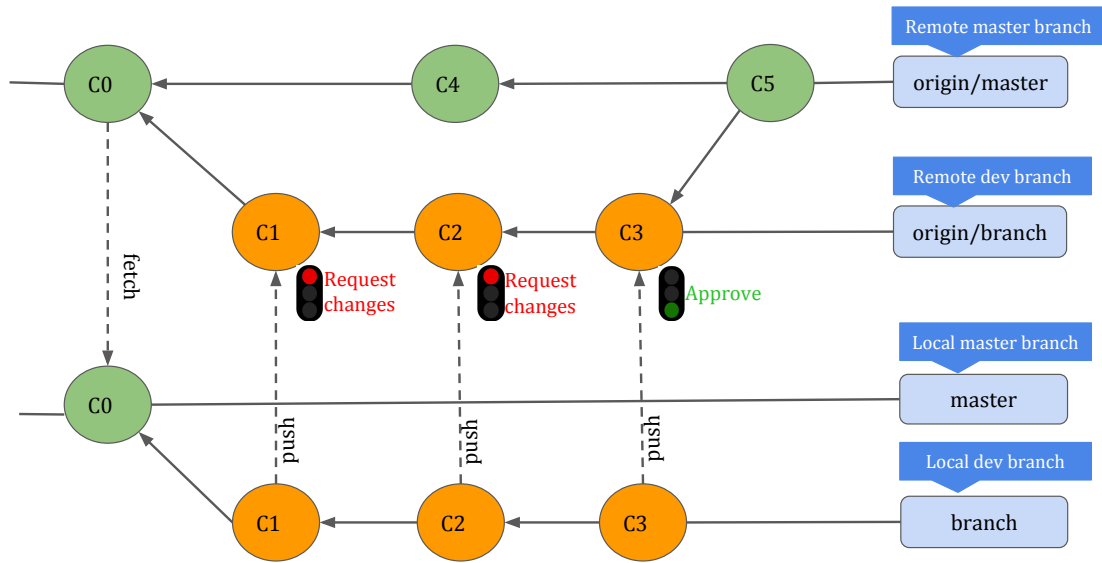 Remote master branch
C0
C4
C5
origin/master
Remote dev branch
C1
C2
C3
origin/branch
fetch
Request
changes
Request
changes
Approve
Local master branch
C0
master
push
push
push
Local dev branch
C1
C2
C3
branch